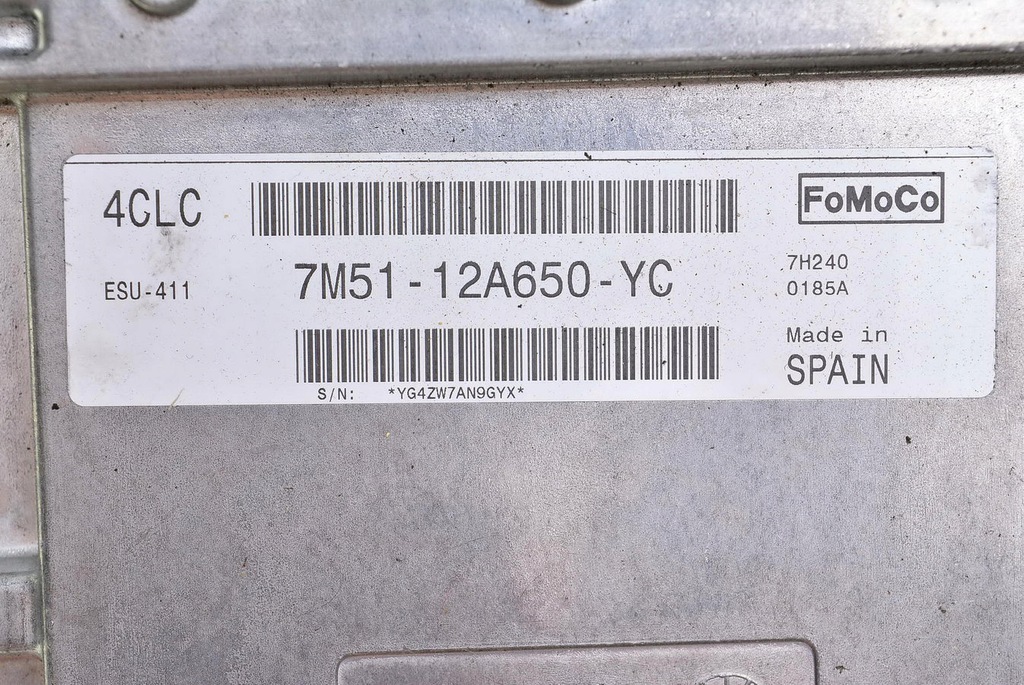 4CLC
FoMoCo
ESU-411
7M51-12A650-YC
7H240
0185A
Made in
SPAIN
S/N: *YG4ZW7AN9GYX*